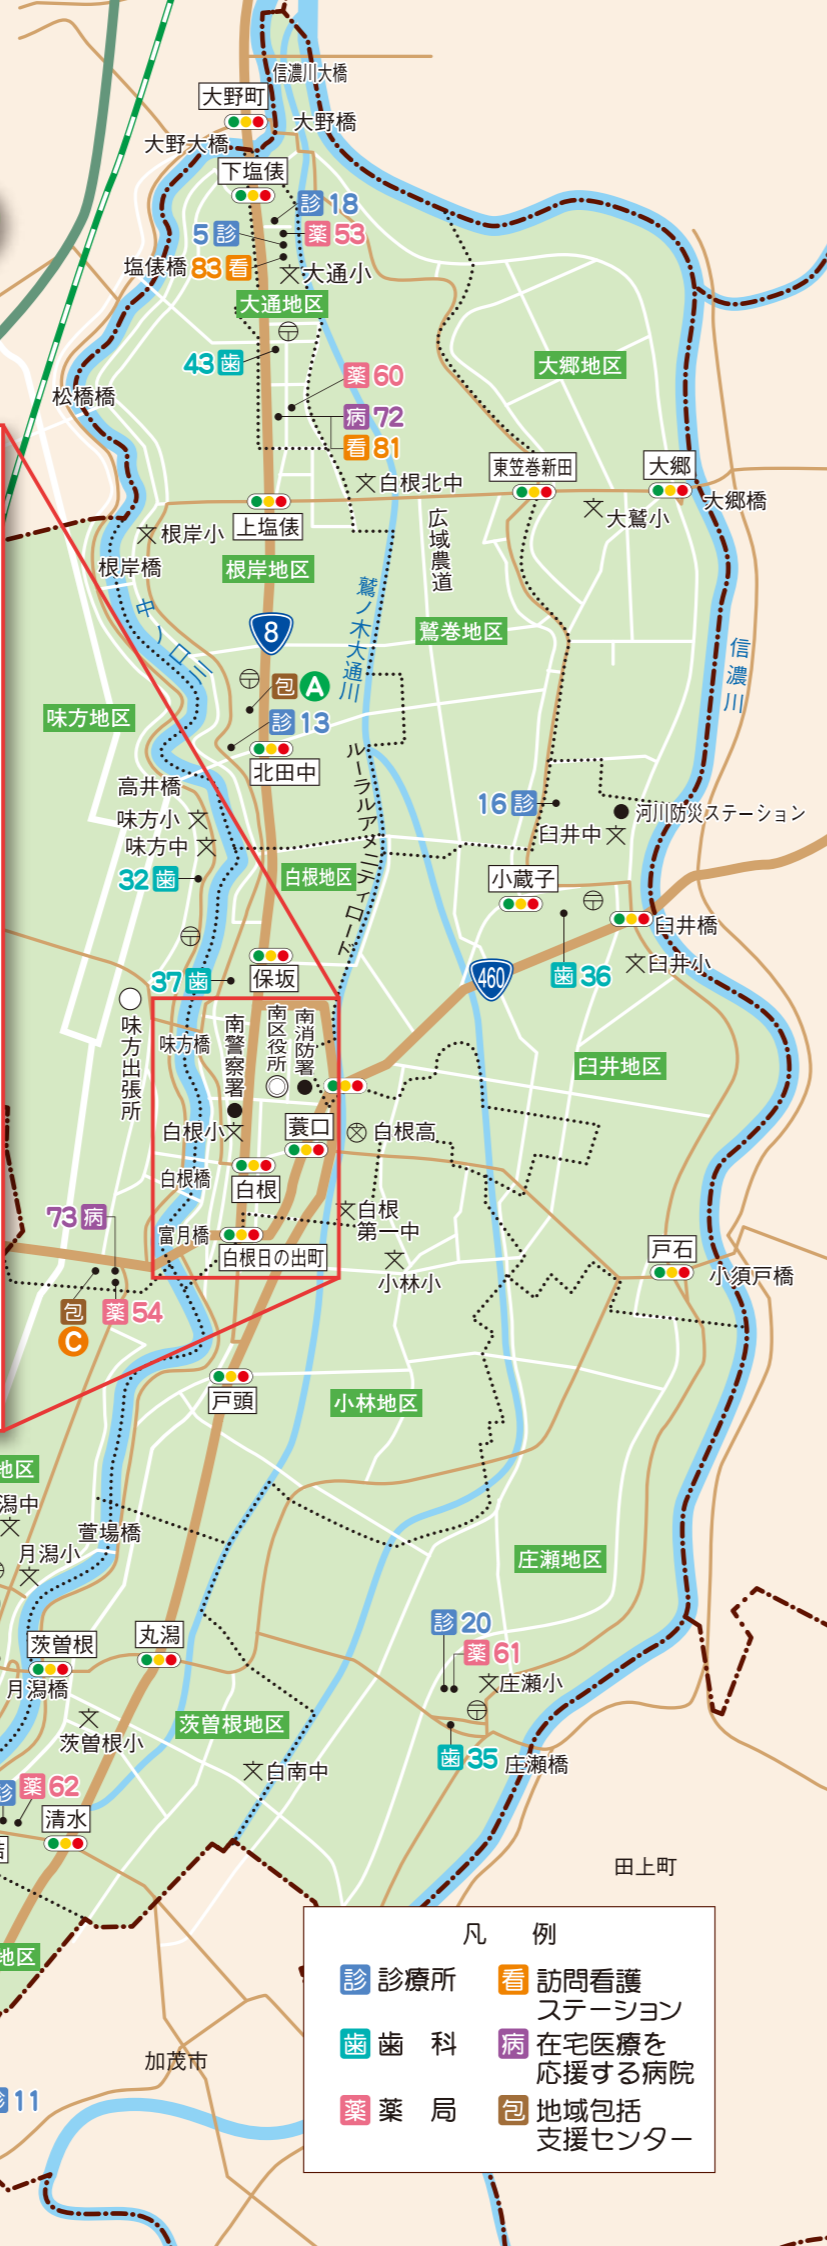 信濃川大橋
大野町
大野橋
大野大橋
下塩俵
診18
5診
薬53
塩俵橋
83看
大通小
大通地区
43歯
大郷地区
薬60
松橋橋
病72
看81
東笠巻新田
大郷
白根北中
大郷橋
上塩俵
広域農道
大鷲小
根岸小
根岸橋
根岸地区
鷲ノ木大通川
中ノ口川
8
鷲巻地区
信濃川
包A
味方地区
診13
北田中
ルーラルアメニティロード
高井橋
16診
河川防災ステーション
味方小
臼井中
味方中
32歯
白根地区
小蔵子
臼井橋
保坂
臼井小
37歯
460
歯36
味方出張所
味方橋
南警察署
南区役所
南消防署
臼井地区
白根小
蓑口
白根高
白根橋
白根
73病
白根
第一中
富月橋
白根日の出町
戸石
小林小
小須戸橋
包
C
薬54
戸頭
小林地区
地区
潟中
萱場橋
月潟小
庄瀬地区
診20
茨曽根
丸潟
薬61
月潟橋
庄瀬小
茨曽根地区
茨曽根小
歯35
庄瀬橋
白南中
診
薬62
清水
田上町
地区
凡 例
診 診療所
看 訪問看護
ステーション
歯 歯 科
病 在宅医療を
応援する病院
薬 薬 局
包 地域包括
支援センター
加茂市
診11